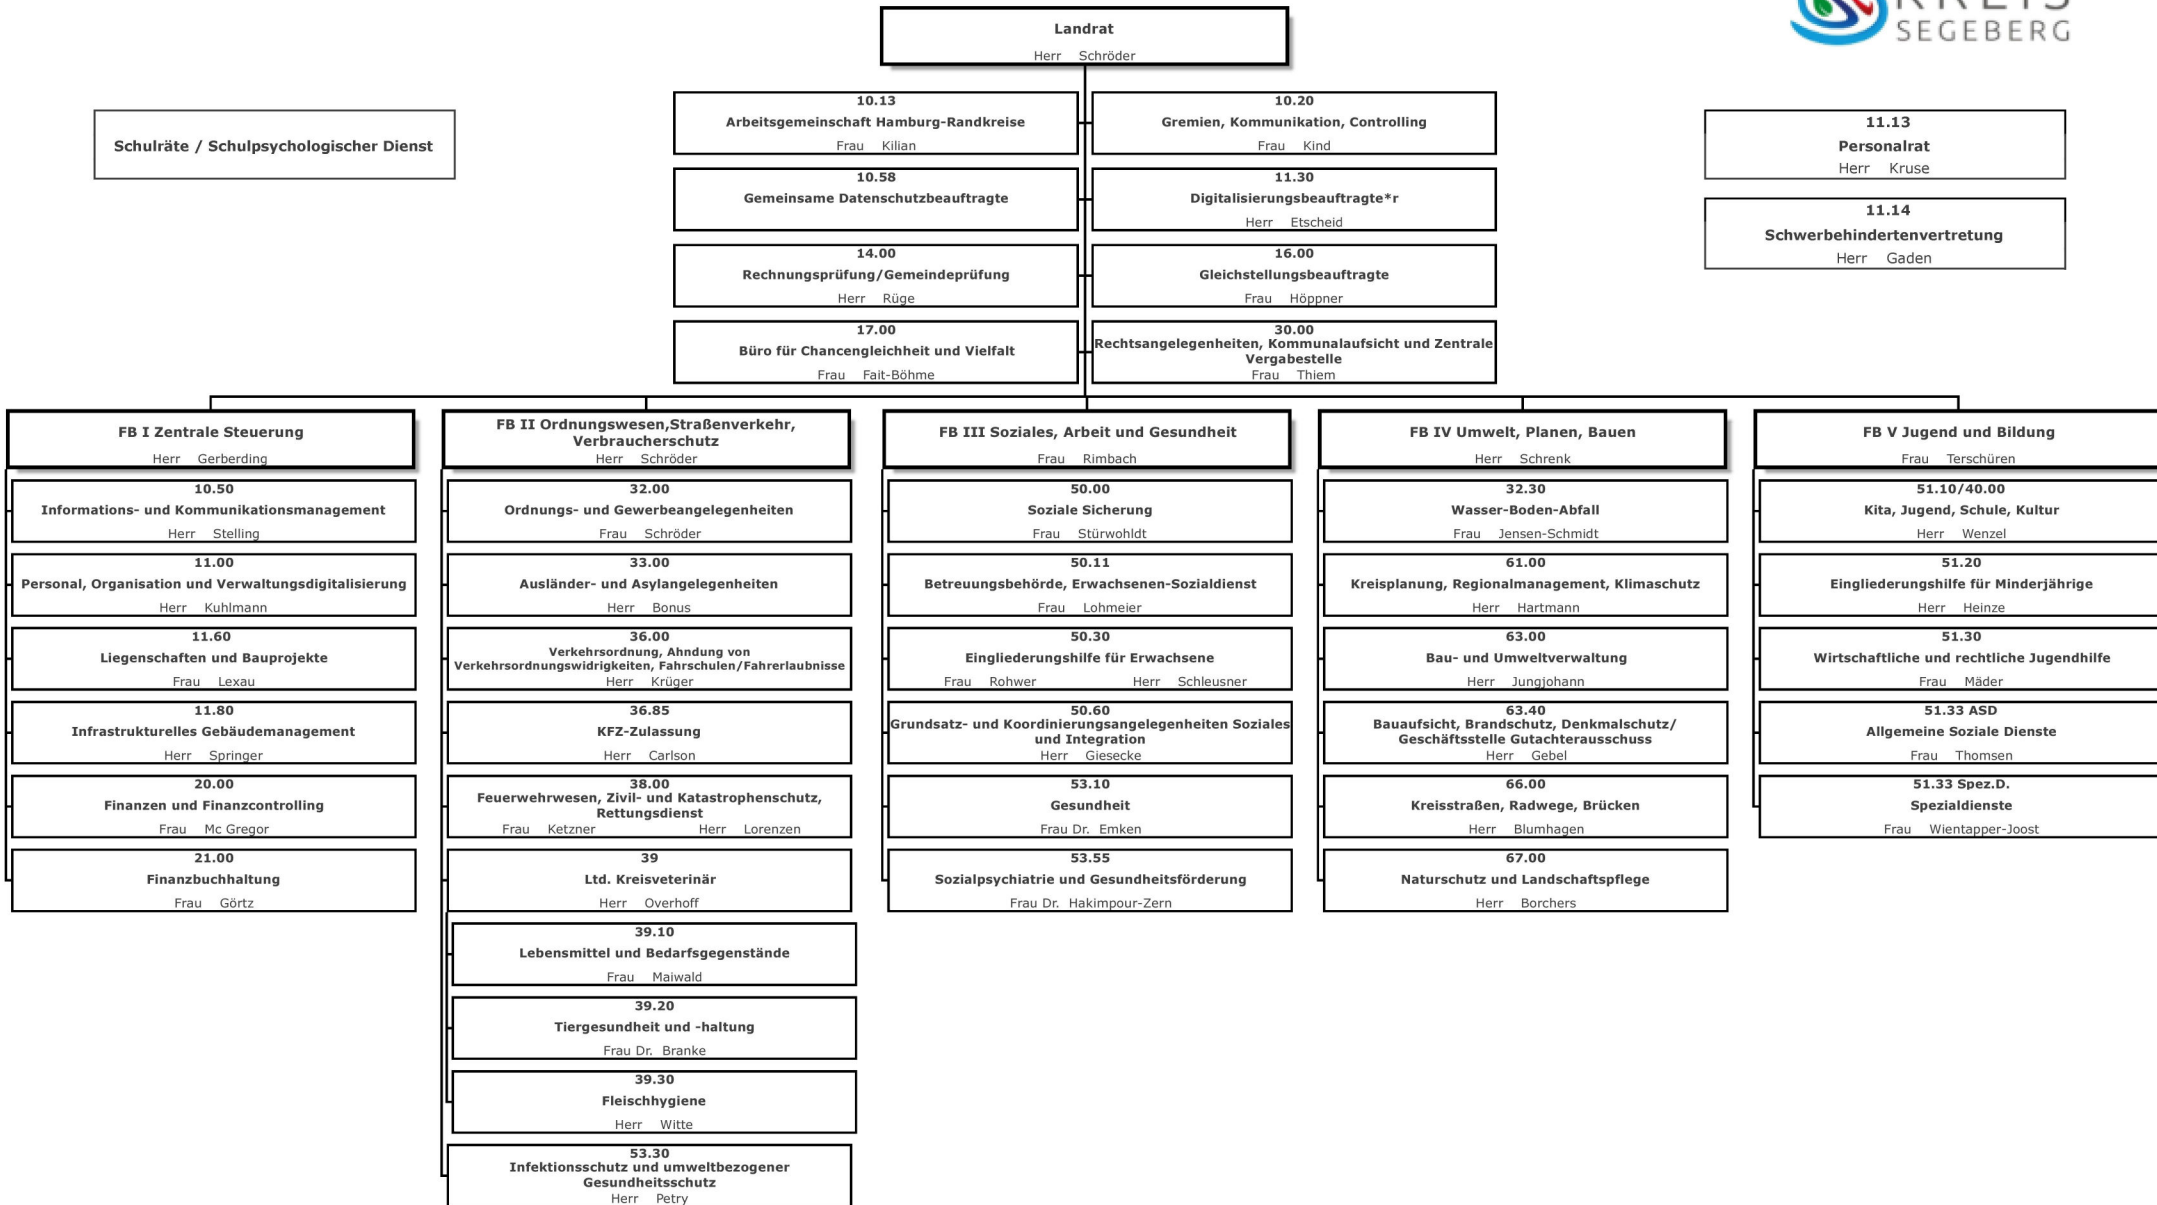 KREIS
SEGEBERG
Landrat
Herr Schröder
Schulräte / Schulpsychologischer Dienst
10.13
Arbeitsgemeinschaft Hamburg-Randkreise
Frau Kilian
10.20
Gremien, Kommunikation, Controlling
Frau Kind
10.58
Gemeinsame Datenschutzbeauftragte
11.30
Digitalisierungsbeauftragte*r
Herr Etscheid
14.00
Rechnungsprüfung/Gemeindeprüfung
Herr Rüge
16.00
Gleichstellungsbeauftragte
Frau Höppner
17.00
Büro für Chancengleichheit und Vielfalt
Frau Fait-Böhme
30.00
Rechtsangelegenheiten, Kommunalaufsicht und Zentrale
Vergabestelle
Frau Thiem
11.13
Personalrat
Herr Kruse
11.14
Schwerbehindertenvertretung
Herr Gaden
FB I Zentrale Steuerung
Herr Gerberding
10.50
Informations- und Kommunikationsmanagement
Herr Stelling
11.00
Personal, Organisation und Verwaltungsdigitalisierung
Herr Kuhlmann
11.60
Liegenschaften und Bauprojekte
Frau Lexau
11.80
Infrastrukturelles Gebäudemanagement
Herr Springer
20.00
Finanzen und Finanzcontrolling
Frau Mc Gregor
21.00
Finanzbuchhaltung
Frau Görtz
FB II Ordnungswesen,Straßenverkehr,
Verbraucherschutz
Herr Schröder
32.00
Ordnungs- und Gewerbeangelegenheiten
Frau Schröder
33.00
Ausländer- und Asylangelegenheiten
Herr Bonus
36.00
Verkehrsordnung, Ahndung von
Verkehrsordnungswidrigkeiten, Fahrschulen/Fahrerlaubnisse
Herr Krüger
36.85
KFZ-Zulassung
Herr Carlson
38.00
Feuerwehrwesen, Zivil- und Katastrophenschutz,
Rettungsdienst
Frau Ketzner Herr Lorenzen
39
Ltd. Kreisveterinär
Herr Overhoff
39.10
Lebensmittel und Bedarfsgegenstände
Frau Maiwald
39.20
Tiergesundheit und -haltung
Frau Dr. Branke
39.30
Fleischhygiene
Herr Witte
53.30
Infektionsschutz und umweltbezogener
Gesundheitsschutz
Herr Petry
FB III Soziales, Arbeit und Gesundheit
Frau Rimbach
50.00
Soziale Sicherung
Frau Stürwohldt
50.11
Betreuungsbehörde, Erwachsenen-Sozialdienst
Frau Lohmeier
50.30
Eingliederungshilfe für Erwachsene
Frau Rohwer Herr Schleusner
50.60
Grundsatz- und Koordinierungsangelegenheiten Soziales
und Integration
Herr Giesecke
53.10
Gesundheit
Frau Dr. Emken
53.55
Sozialpsychiatrie und Gesundheitsförderung
Frau Dr. Hakimpour-Zern
FB IV Umwelt, Planen, Bauen
Herr Schrenk
32.30
Wasser-Boden-Abfall
Frau Jensen-Schmidt
61.00
Kreisplanung, Regionalmanagement, Klimaschutz
Herr Hartmann
63.00
Bau- und Umweltverwaltung
Herr Jungjohann
63.40
Bauaufsicht, Brandschutz, Denkmalschutz/
Geschäftsstelle Gutachterausschuss
Herr Gebel
66.00
Kreisstraßen, Radwege, Brücken
Herr Blumhagen
67.00
Naturschutz und Landschaftspflege
Herr Borchers
FB V Jugend und Bildung
Frau Terschüren
51.10/40.00
Kita, Jugend, Schule, Kultur
Herr Wenzel
51.20
Eingliederungshilfe für Minderjährige
Herr Heinze
51.30
Wirtschaftliche und rechtliche Jugendhilfe
Frau Mäder
51.33 ASD
Allgemeine Soziale Dienste
Frau Thomsen
51.33 Spez.D.
Spezialdienste
Frau Wientapper-Joost